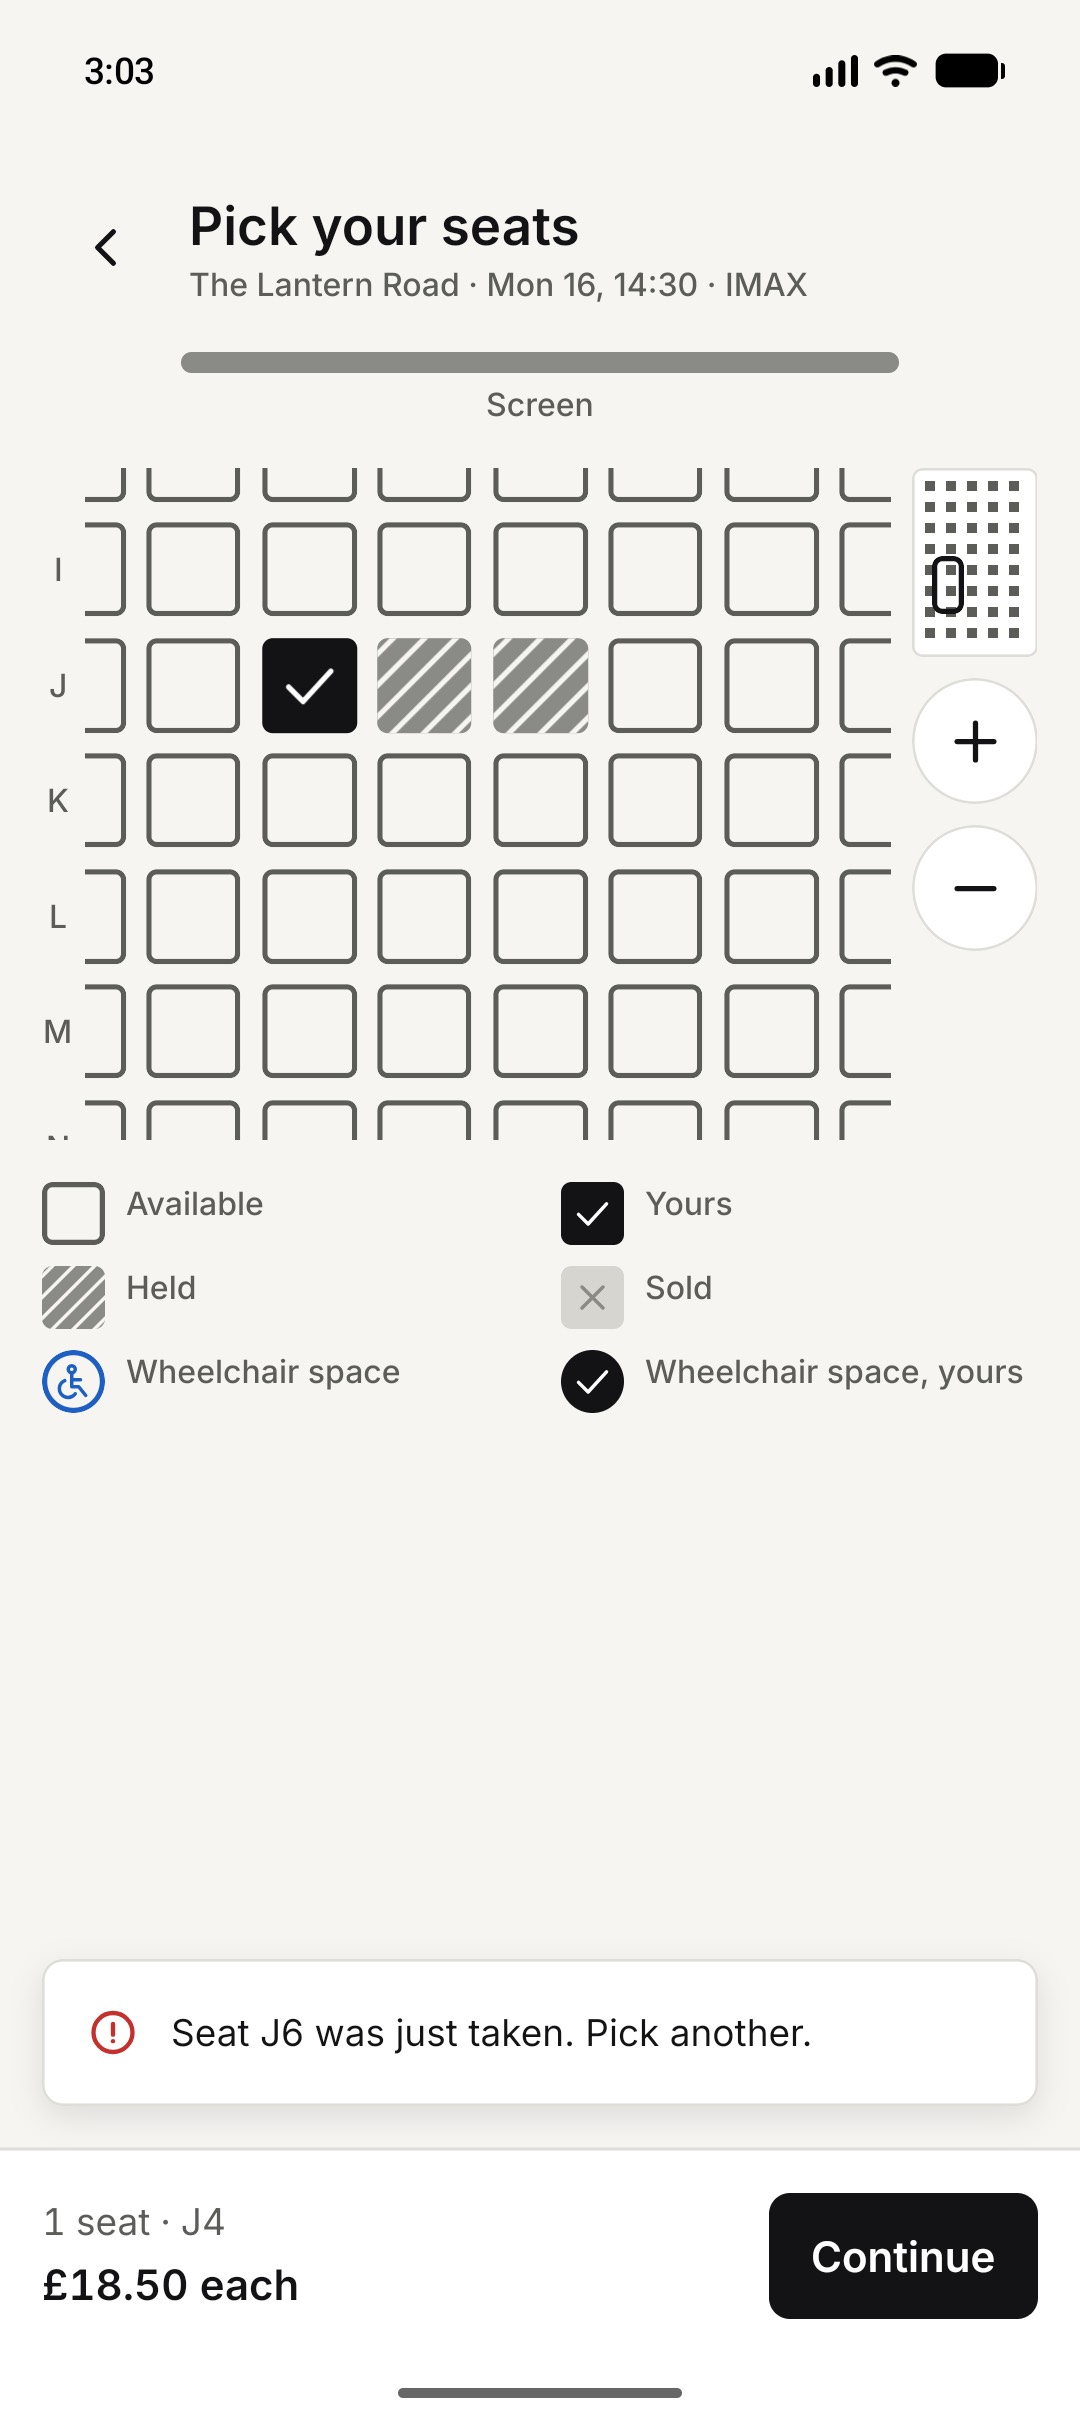 3:03
Pick your seats
The Lantern Road · Mon 16, 14:30 · IMAX
Screen
I
J
K
L
M
Available
Yours
Held
Sold
Wheelchair space
Wheelchair space, yours
Seat J6 was just taken. Pick another.
1 seat · J4
£18.50 each
Continue